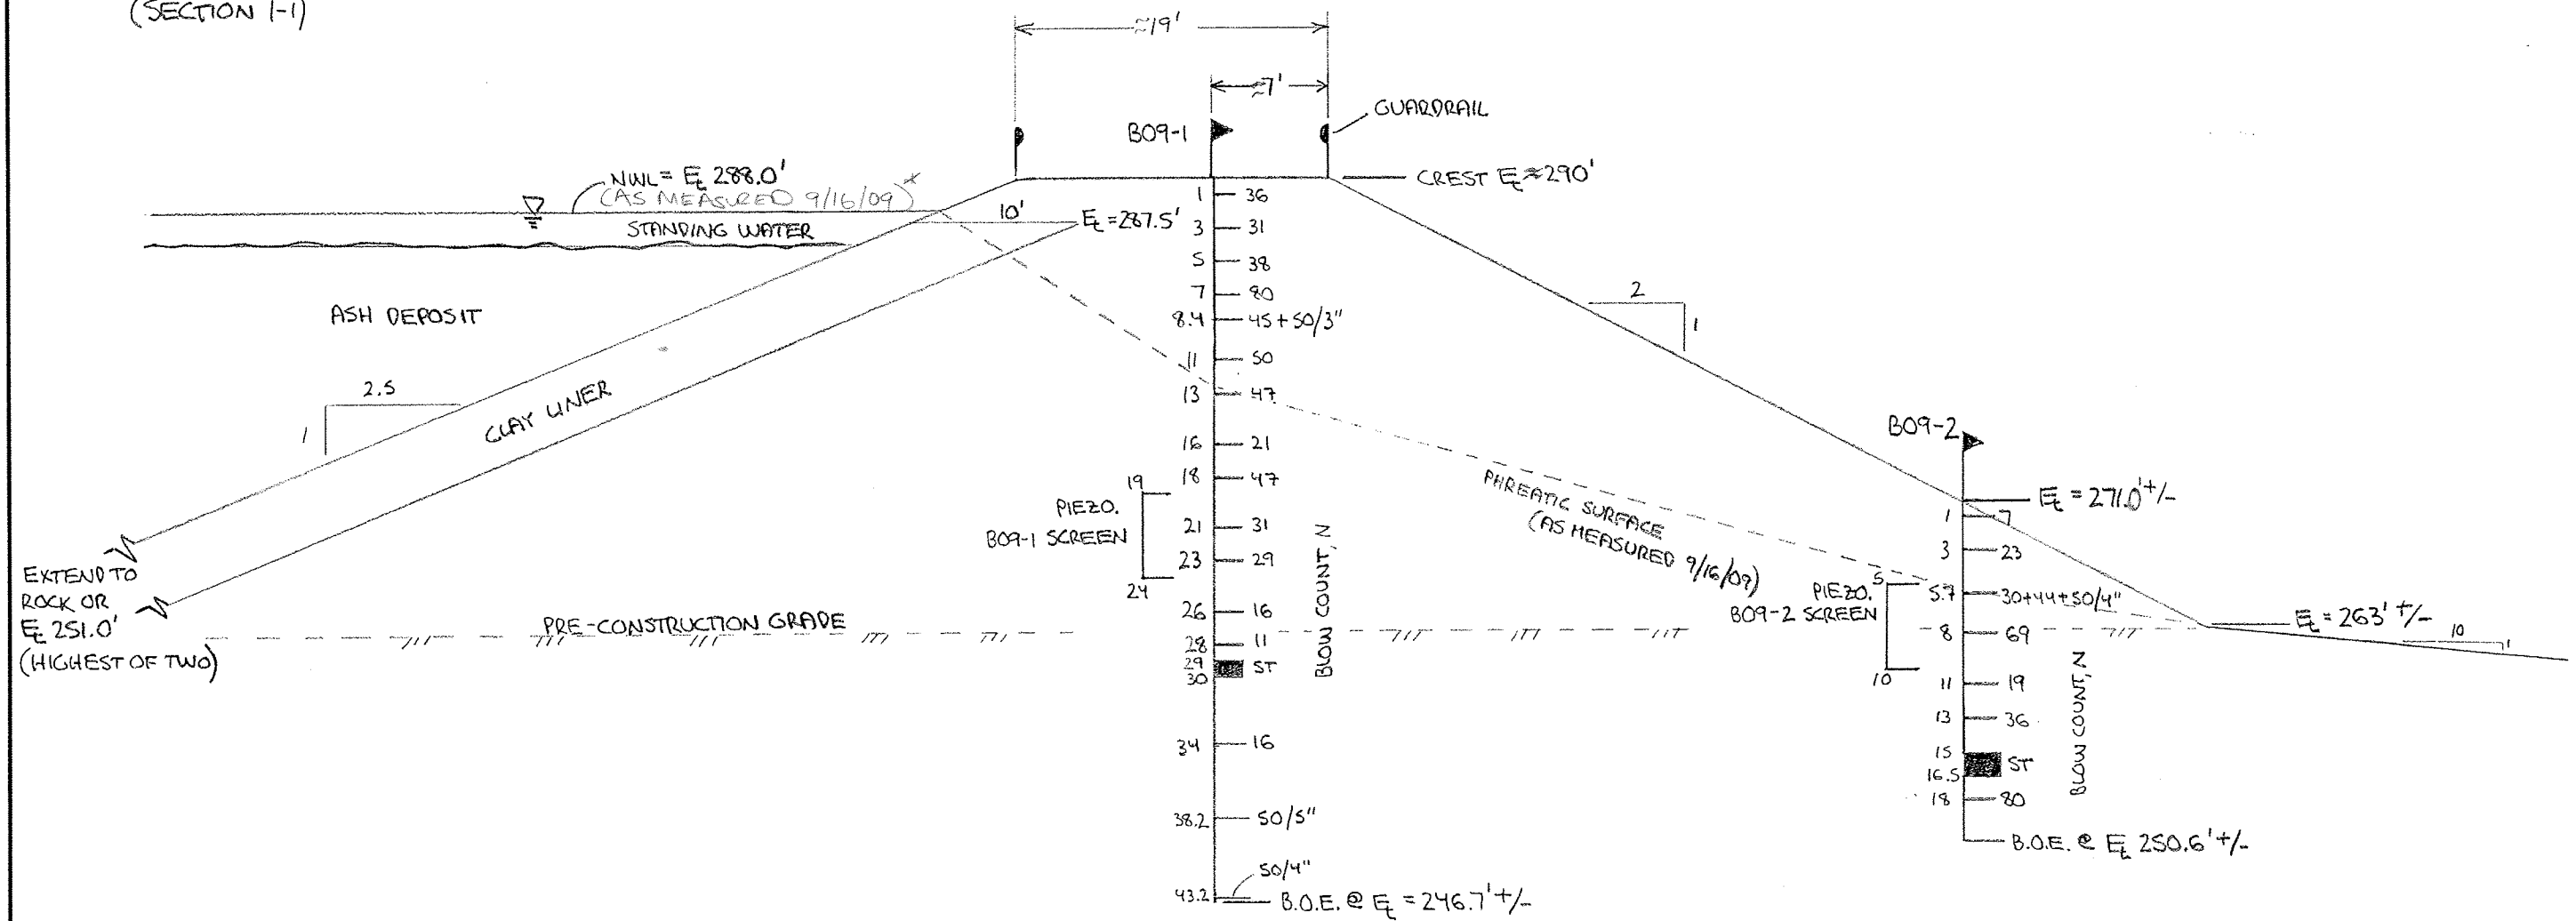 (SECTION 1-1)
≈19'
≈7'
GUARDRAIL
B09-1
NWL = EL 288.0'
(AS MEASURED 9/16/09)*
CREST EL ≈ 290'
10'
EL = 287.5'
STANDING WATER
ASH DEPOSIT
2.5
1
CLAY LINER
2
1
1 36
3 31
5 38
7 80
8.4 45+50/3"
11 50
13 47
16 21
18 47
21 31
23 29
26 16
28 11
29
30
ST
34 16
38.2 50/5"
43.2 50/4"
B.O.E. @ EL = 246.7' +/-
BLOW COUNT, N
19
PIEZO.
B09-1 SCREEN
24
PHREATIC SURFACE
(AS MEASURED 9/16/09)
B09-2
EL = 271.0' +/-
1 7
3 23
5.7 30+44+50/4"
8 69
11 19
13 36
15
16.5
ST
18 80
B.O.E. @ EL 250.6' +/-
BLOW COUNT, N
5
PIEZO.
B09-2 SCREEN
10
EL = 263' +/-
10
1
EXTEND TO
ROCK OR
EL 251.0'
(HIGHEST OF TWO)
PRE-CONSTRUCTION GRADE